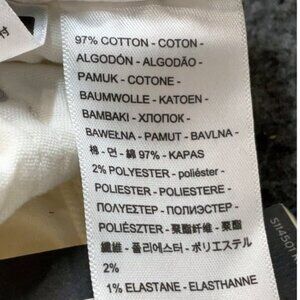 付
97% COTTON - COTON -
ALGODÓN - ALGODÃO -
PAMUK - COTONE -
BAUMWOLLE - KATOEN -
BAMBAKI - ХЛОПОК -
BAWEŁNA - PAMUT - BAVLNA -
棉 - 면 - 綿 97% - KAPAS
2% POLYESTER - poliéster -
POLIESTER - POLIESTERE -
ΠΟΛΥΕΣΤΕΡ - ПОЛИЭСТЕР -
POLIÉSZTER - 聚酯 - 聚酯
纖維 - 폴리에스터 - ポリエステル
2%
1% ELASTANE - ELASTHANNE